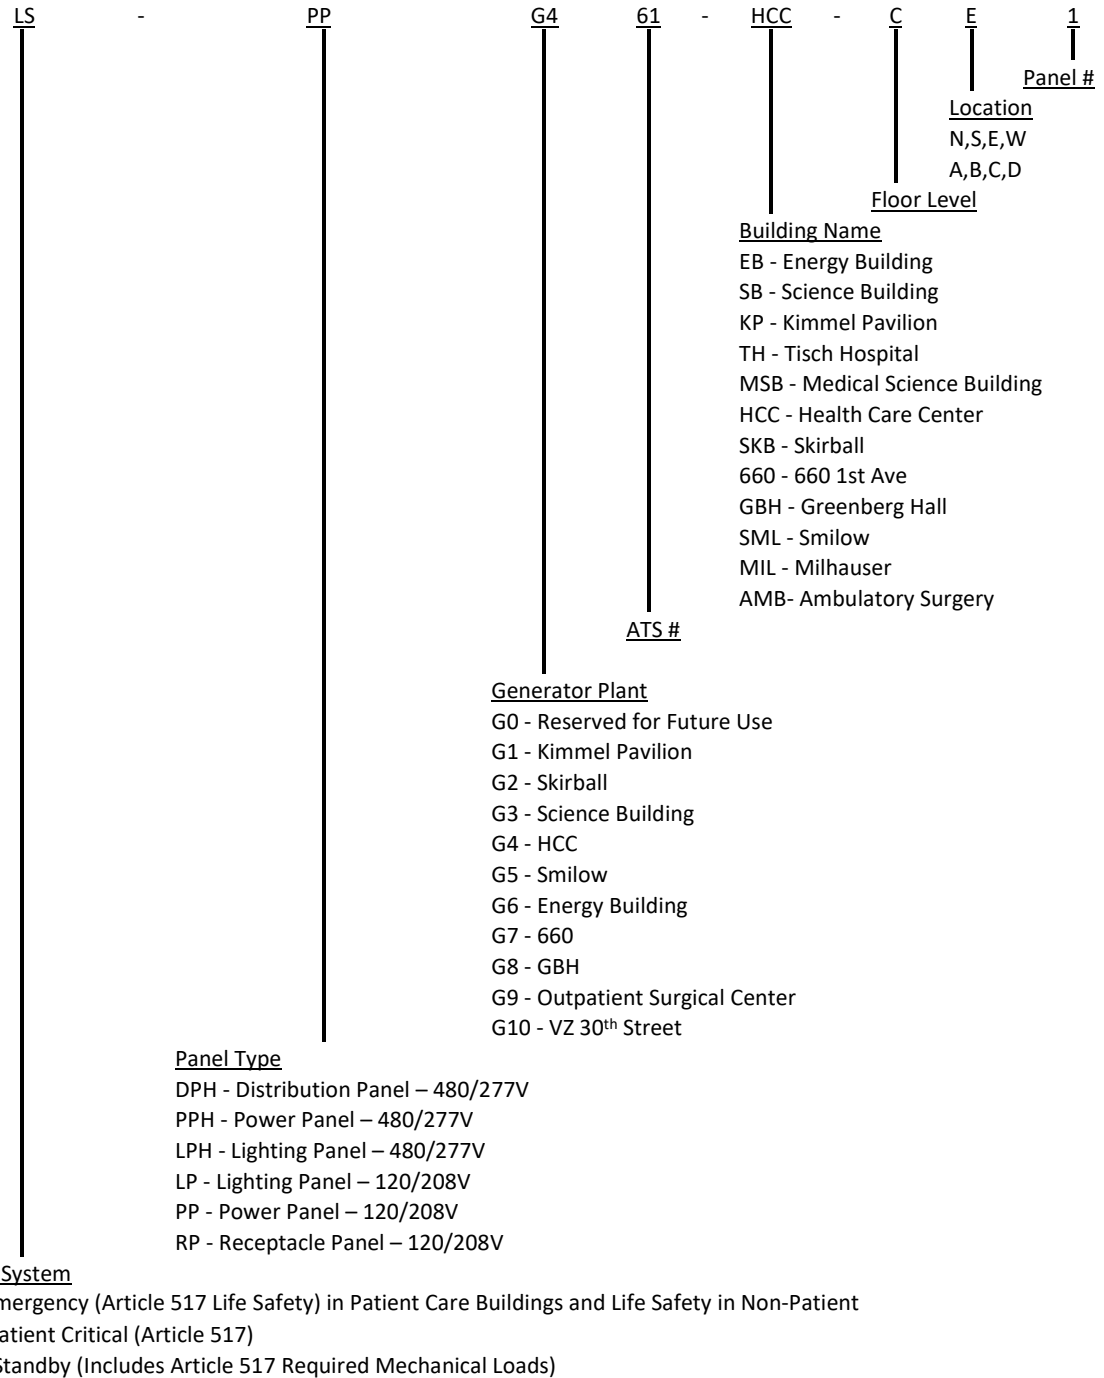 LS - PP G4 61 - HCC - C E 1
Panel #
Location
N,S,E,W
A,B,C,D
Floor Level
Building Name
EB - Energy Building
SB - Science Building
KP - Kimmel Pavilion
TH - Tisch Hospital
MSB - Medical Science Building
HCC - Health Care Center
SKB - Skirball
660 - 660 1st Ave
GBH - Greenberg Hall
SML - Smilow
MIL - Milhauser
AMB- Ambulatory Surgery
ATS #
Generator Plant
G0 - Reserved for Future Use
G1 - Kimmel Pavilion
G2 - Skirball
G3 - Science Building
G4 - HCC
G5 - Smilow
G6 - Energy Building
G7 - 660
G8 - GBH
G9 - Outpatient Surgical Center
G10 - VZ 30th Street
Panel Type
DPH - Distribution Panel – 480/277V
PPH - Power Panel – 480/277V
LPH - Lighting Panel – 480/277V
LP - Lighting Panel – 120/208V
PP - Power Panel – 120/208V
RP - Receptacle Panel – 120/208V
System
mergency (Article 517 Life Safety) in Patient Care Buildings and Life Safety in Non-Patient
atient Critical (Article 517)
Standby (Includes Article 517 Required Mechanical Loads)